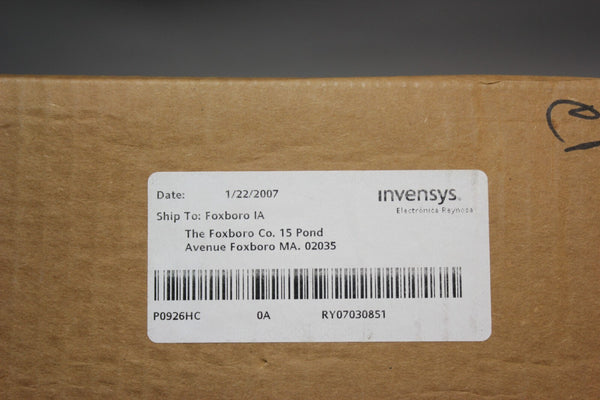 Date: 1/22/2007
invensys
Electrónica Reynosa
Ship To: Foxboro IA
The Foxboro Co. 15 Pond
Avenue Foxboro MA. 02035
P0926HC 0A RY07030851